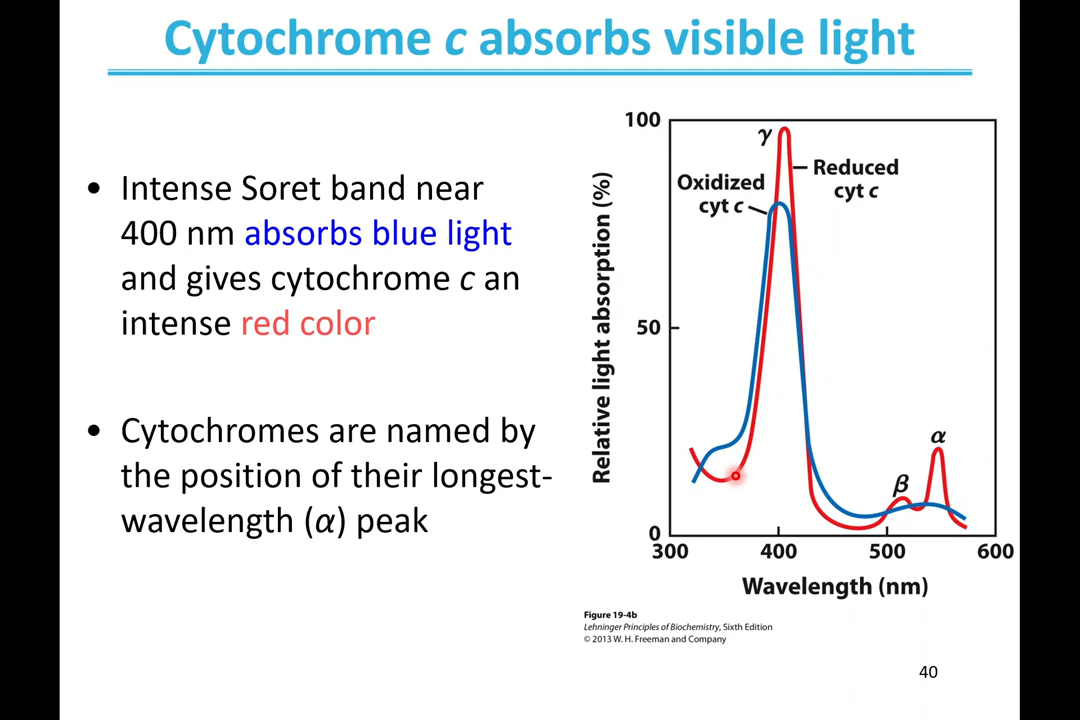 Cytochrome c absorbs visible light
• Intense Soret band near
400 nm absorbs blue light
and gives cytochrome c an
intense red color
• Cytochromes are named by
the position of their longest-
wavelength (α) peak
Relative light absorption (%)
100
50
0
γ
Oxidized
cyt c
Reduced
cyt c
β
α
300 400 500 600
Wavelength (nm)
Figure 19-4b
Lehninger Principles of Biochemistry, Sixth Edition
© 2013 W. H. Freeman and Company
40